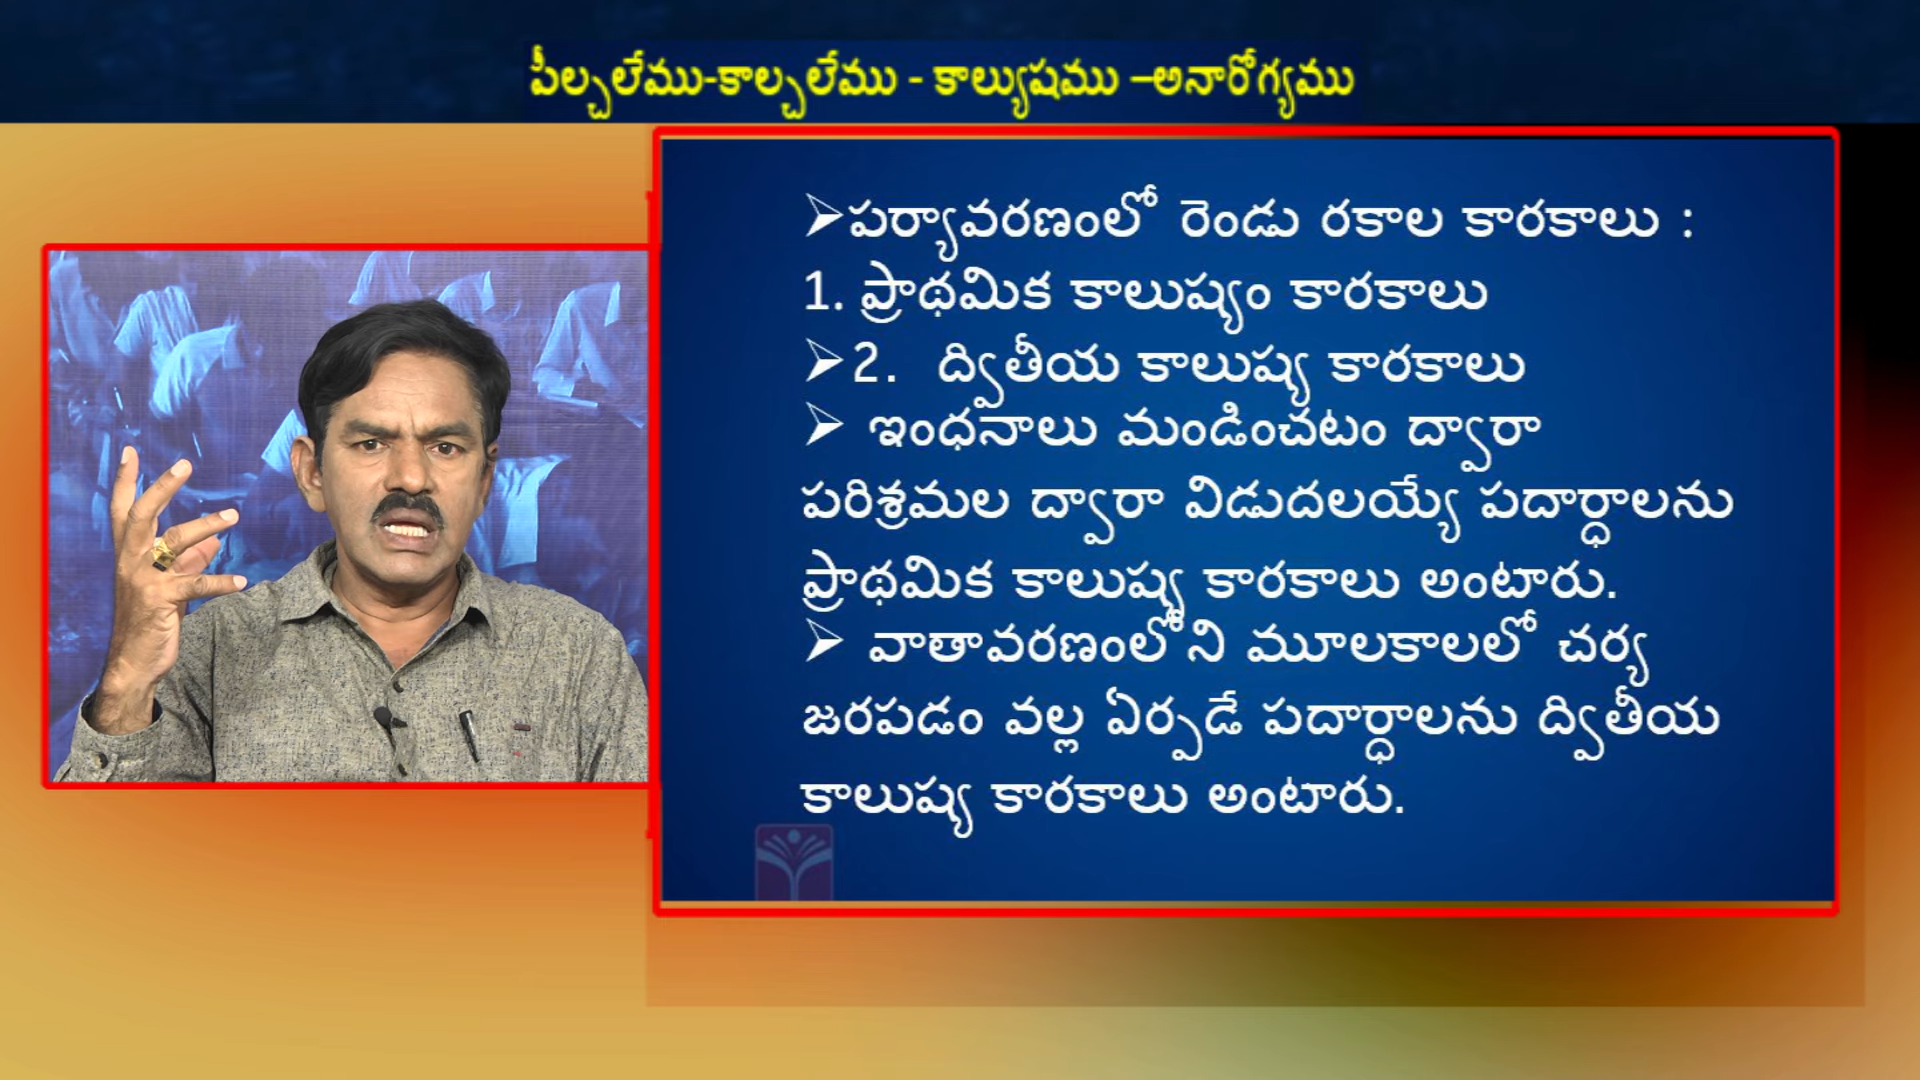 పీల్చలేము-కాల్చలేము - కాల్యుషము –అనారోగ్యము
➢పర్యావరణంలో రెండు రకాల కారకాలు :
1. ప్రాథమిక కాలుష్యం కారకాలు
➢2. ద్వితీయ కాలుష్య కారకాలు
➢ ఇంధనాలు మండించటం ద్వారా
పరిశ్రమల ద్వారా విడుదలయ్యే పదార్ధాలను
ప్రాథమిక కాలుష్య కారకాలు అంటారు.
➢ వాతావరణంలోని మూలకాలలో చర్య
జరపడం వల్ల ఏర్పడే పదార్ధాలను ద్వితీయ
కాలుష్య కారకాలు అంటారు.